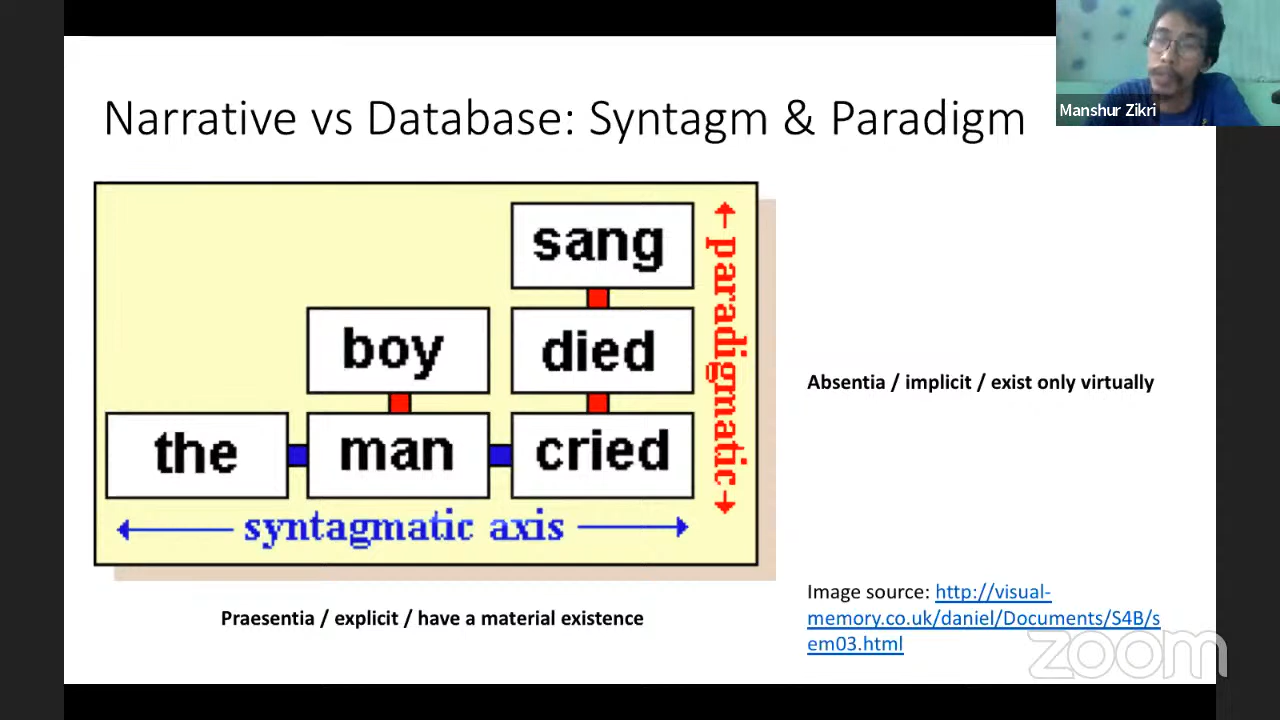 Manshur Zikri
Narrative vs Database: Syntagm & Paradigm
sang
boy
died
the
man
cried
paradigmatic
syntagmatic axis
Absentia / implicit / exist only virtually
Praesentia / explicit / have a material existence
Image source: http://visual-
memory.co.uk/daniel/Documents/S4B/s
em03.html
zoom